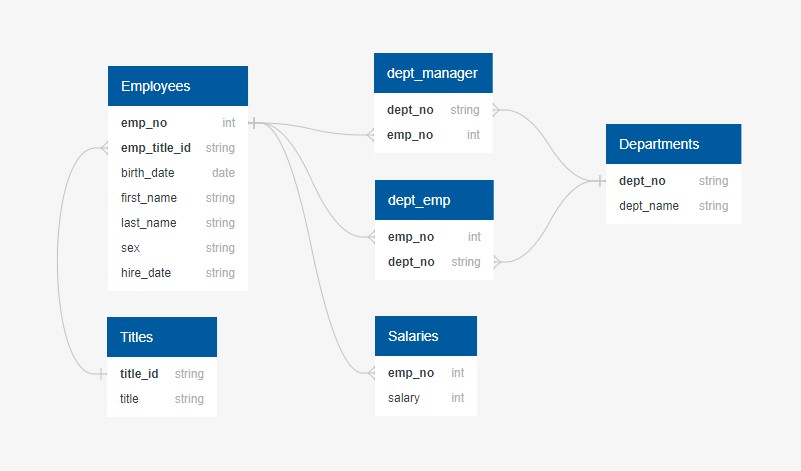 Employees
emp_no int
emp_title_id string
birth_date date
first_name string
last_name string
sex string
hire_date string
Titles
title_id string
title string
dept_manager
dept_no string
emp_no int
dept_emp
emp_no int
dept_no string
Salaries
emp_no int
salary int
Departments
dept_no string
dept_name string